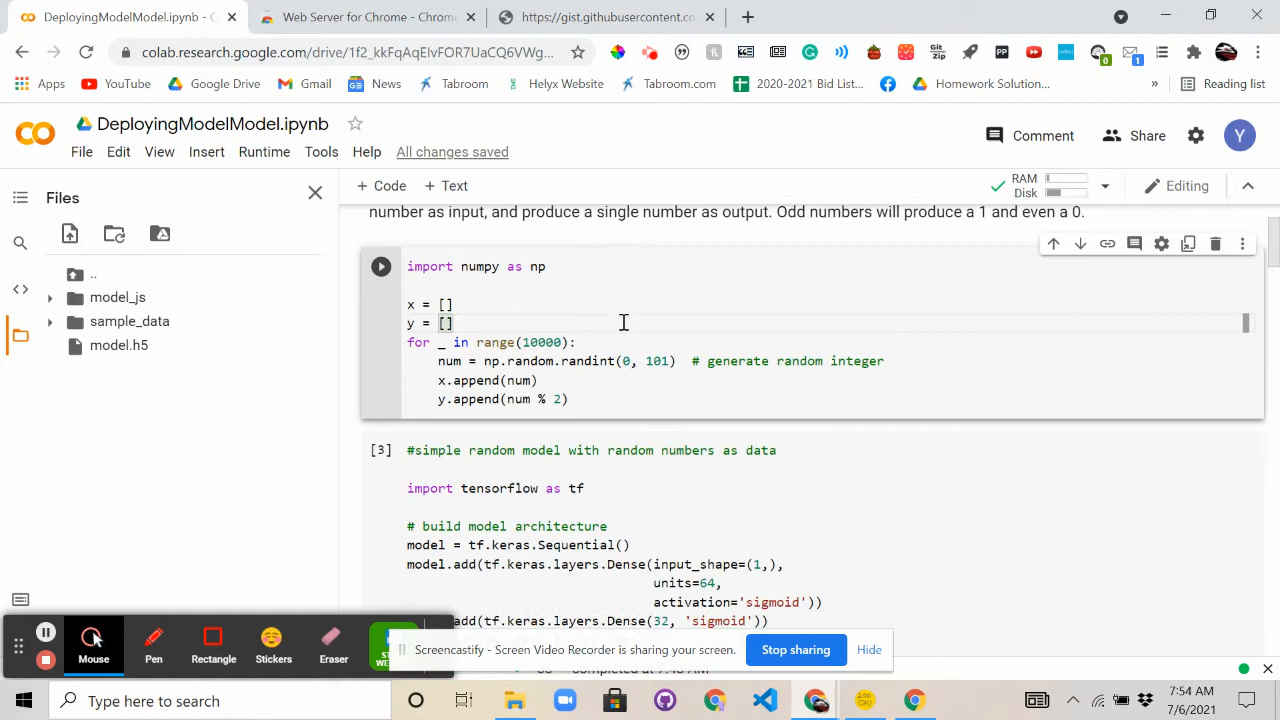 DeployingModelModel.ipynb - C
Web Server for Chrome - Chrome
https://gist.githubusercontent.co
colab.research.google.com/drive/1f2_kkFqAqEIvFOR7UaCQ6VWg...
Apps
YouTube
Google Drive
Gmail
News
Tabroom
Helyx Website
Tabroom.com
2020-2021 Bid List...
Homework Solution...
Reading list
DeployingModelModel.ipynb
File Edit View Insert Runtime Tools Help All changes saved
Comment
Share
Y
Files
+ Code + Text
RAM
Disk
Editing
..
model_js
sample_data
model.h5
number as input, and produce a single number as output. Odd numbers will produce a 1 and even a 0.
import numpy as np
x = []
y = []
for _ in range(10000):
num = np.random.randint(0, 101) # generate random integer
x.append(num)
y.append(num % 2)
[3] #simple random model with random numbers as data
import tensorflow as tf
# build model architecture
model = tf.keras.Sequential()
model.add(tf.keras.layers.Dense(input_shape=(1,),
units=64,
activation='sigmoid'))
add(tf.keras.layers.Dense(32, 'sigmoid'))
Mouse
Pen
Rectangle
Stickers
Eraser
Screencastify - Screen Video Recorder is sharing your screen.
Stop sharing
Hide
Type here to search
7:54 AM
7/6/2021